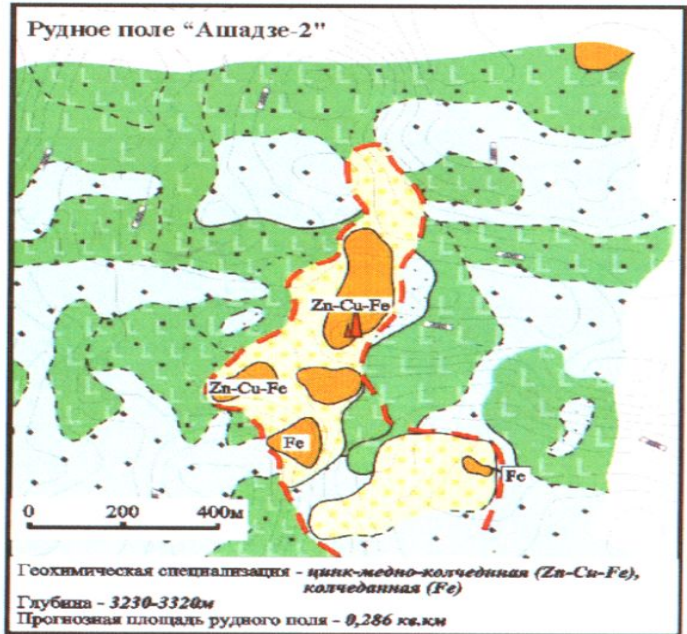 Рудное поле “Ашадзе-2"
Zn-Cu-Fe
Zn-Cu-Fe
Fe
Fe
0 200 400м
Геохимическая специализация - цинк-медно-колчединая (Zn-Cu-Fe),
колчеданная (Fe)
Глубина - 3230-3320м
Прогнозная площадь рудного поля - 0,286 кв.км